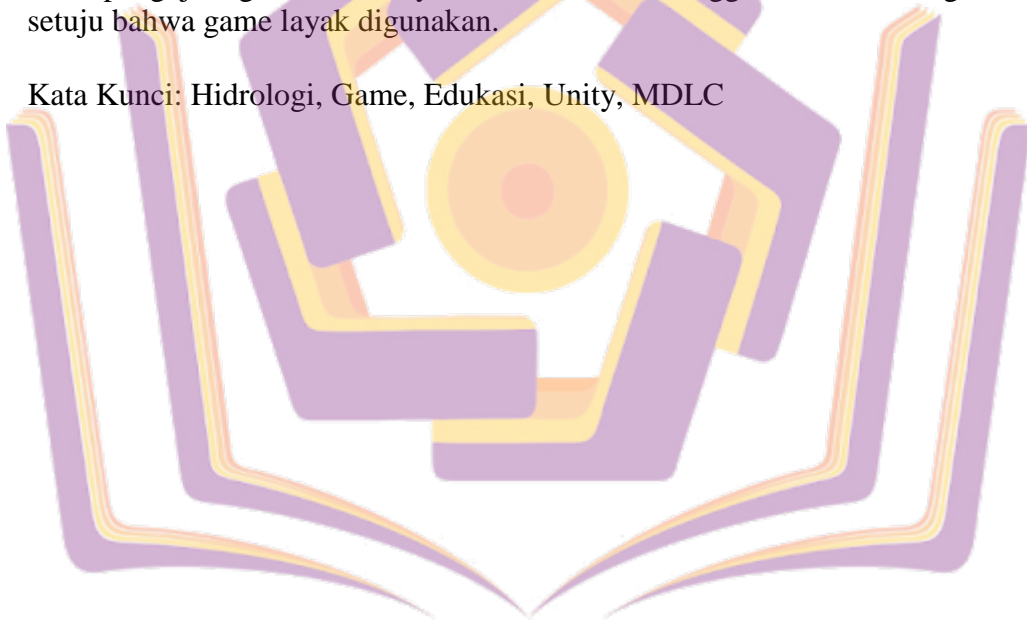 setuju bahwa game layak digunakan.
Kata Kunci: Hidrologi, Game, Edukasi, Unity, MDLC